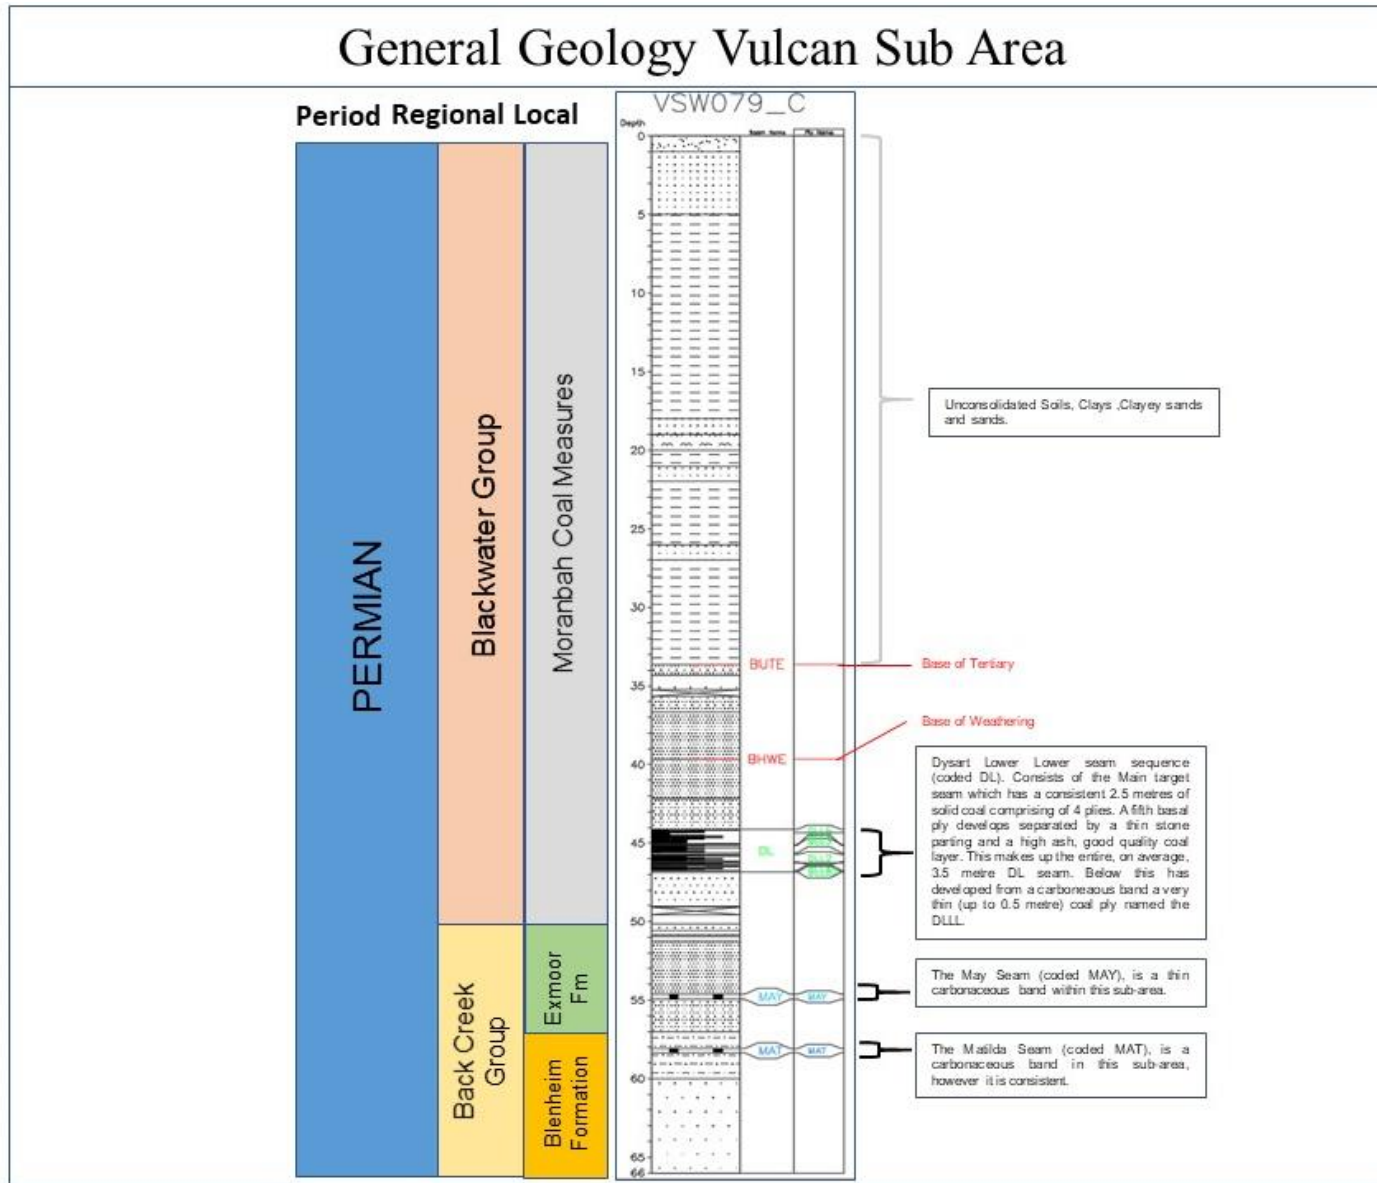 General Geology Vulcan Sub Area
Period Regional Local
VSW079_C
Depth
Seam Name
Ply Name
0
5
10
15
20
25
30
35
40
45
50
55
60
65
66
PERMIAN
Blackwater Group
Back Creek
Group
Moranbah Coal Measures
Exmoor
Fm
Blenheim
Formation
BUTE
BHWE
DL
MAY
MAY
MAT
MAT
Unconsolidated Soils, Clays ,Clayey sands
and sands.
Base of Tertiary
Base of Weathering
Dysart Lower Lower seam sequence
(coded DL). Consists of the Main target
seam which has a consistent 2.5 metres of
solid coal comprising of 4 plies. A fifth basal
ply develops separated by a thin stone
parting and a high ash, good quality coal
layer. This makes up the entire, on average,
3.5 metre DL seam. Below this has
developed from a carboneaous band a very
thin (up to 0.5 metre) coal ply named the
DLLL.
The May Seam (coded MAY), is a thin
carbonaceous band within this sub-area.
The Matilda Seam (coded MAT), is a
carbonaceous band in this sub-area,
however it is consistent.